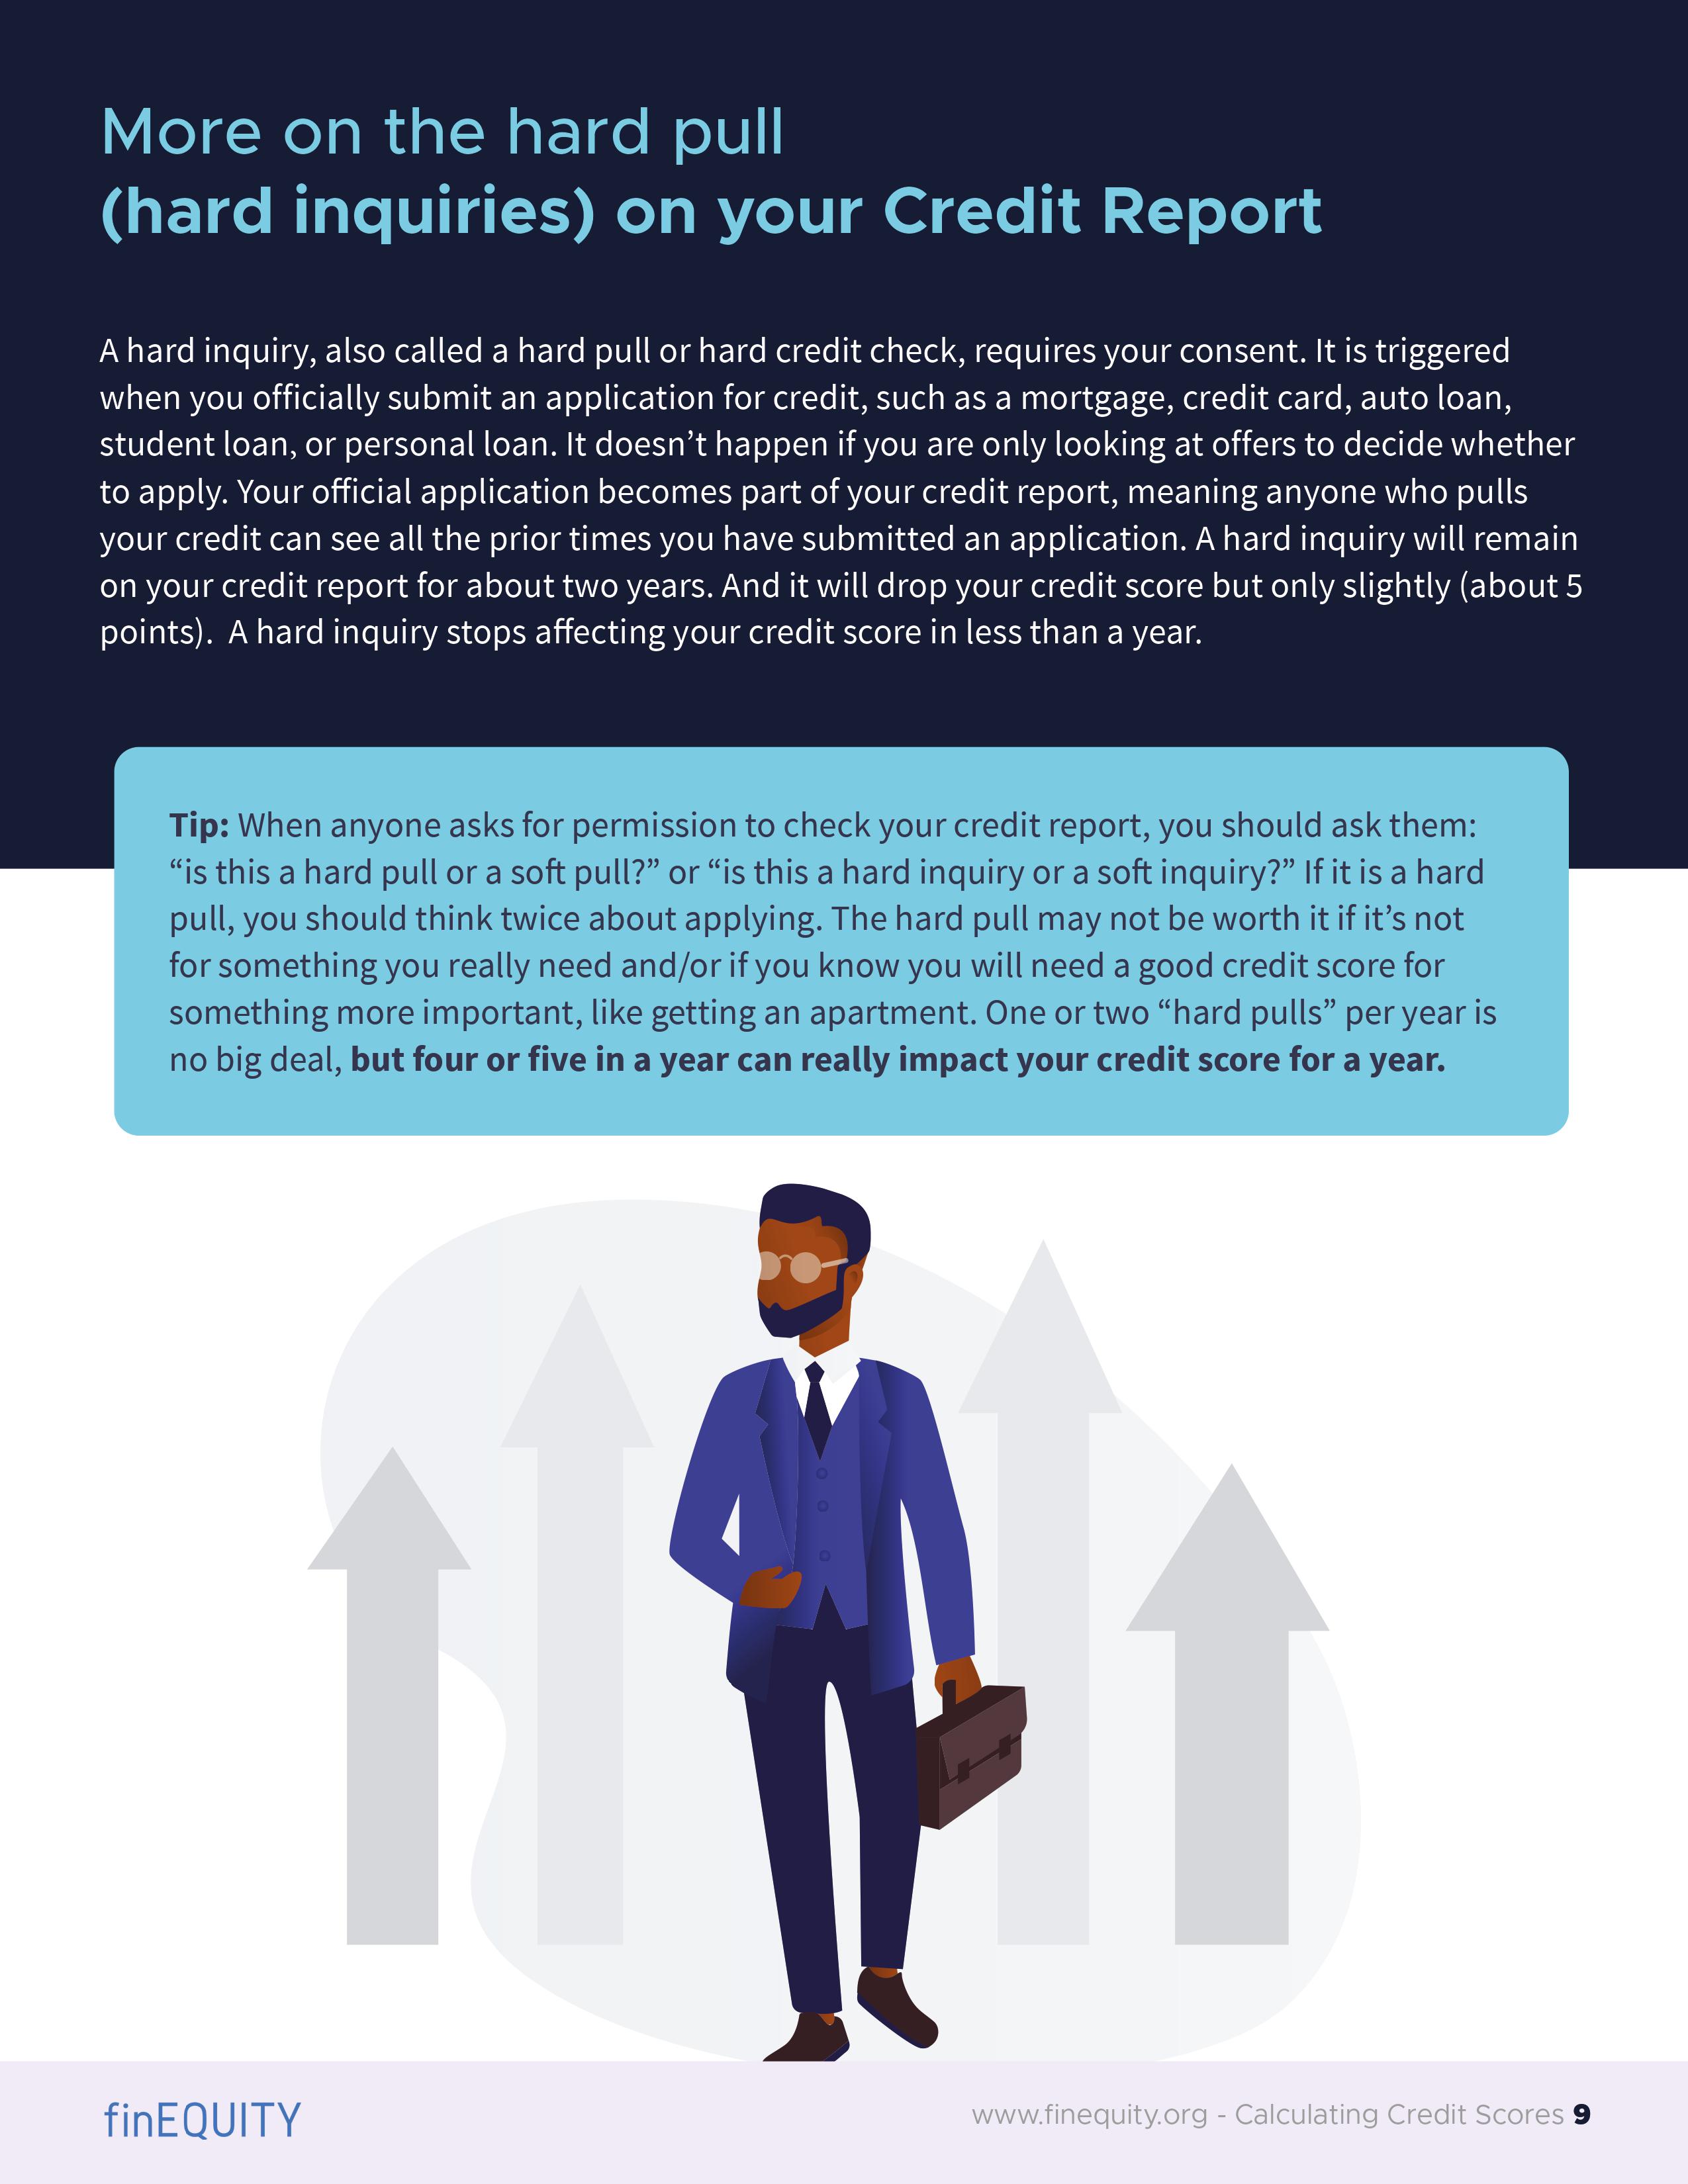 More on the hard pull
(hard inquiries) on your Credit Report
A hard inquiry, also called a hard pull or hard credit check, requires your consent. It is triggered
when you officially submit an application for credit, such as a mortgage, credit card, auto loan,
student loan, or personal loan. It doesn’t happen if you are only looking at offers to decide whether
to apply. Your official application becomes part of your credit report, meaning anyone who pulls
your credit can see all the prior times you have submitted an application. A hard inquiry will remain
on your credit report for about two years. And it will drop your credit score but only slightly (about 5
points).  A hard inquiry stops affecting your credit score in less than a year.
Tip: When anyone asks for permission to check your credit report, you should ask them:
“is this a hard pull or a soft pull?” or “is this a hard inquiry or a soft inquiry?” If it is a hard
pull, you should think twice about applying. The hard pull may not be worth it if it’s not
for something you really need and/or if you know you will need a good credit score for
something more important, like getting an apartment. One or two “hard pulls” per year is
no big deal, but four or five in a year can really impact your credit score for a year.
finEQUITY
www.finequity.org - Calculating Credit Scores 9